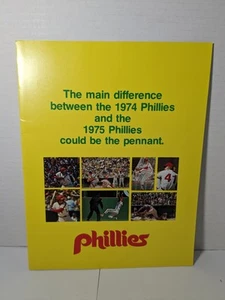 The main difference
between the 1974 Phillies
and the
1975 Phillies
could be the pennant.
phillies